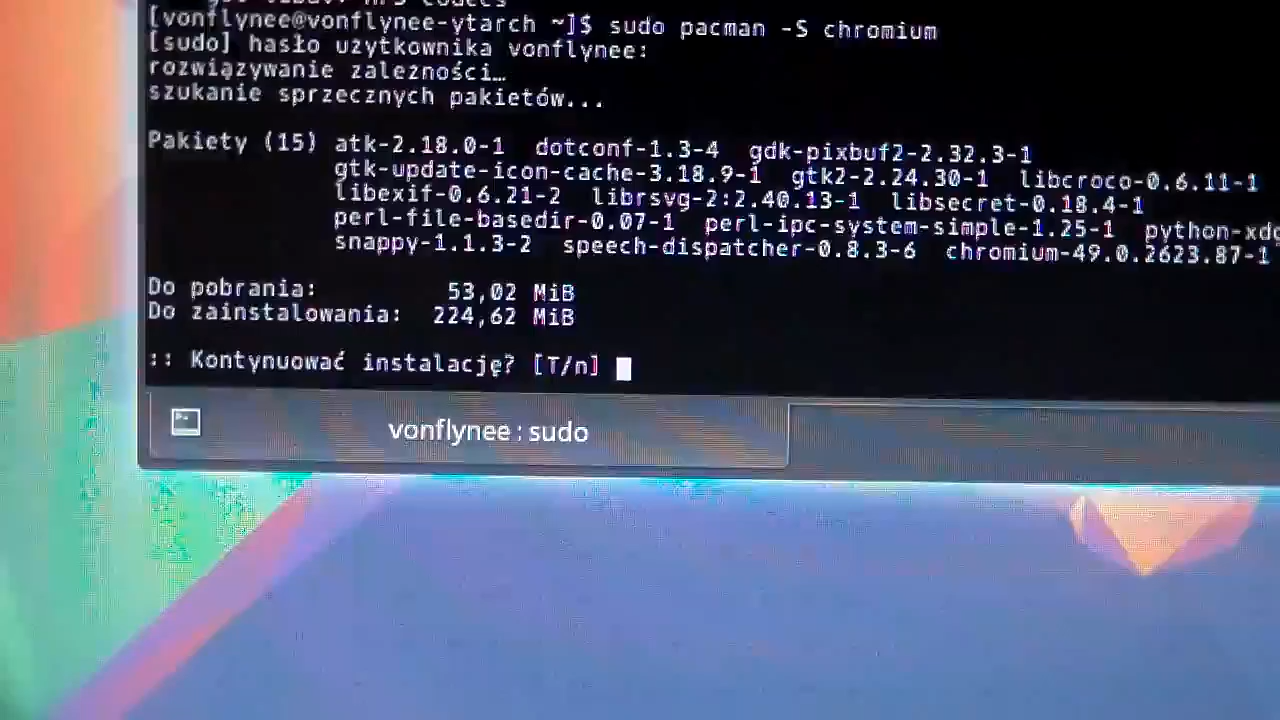 [vonflynee@vonflynee-ytarch ~]$ sudo pacman -S chromium
[sudo] hasło użytkownika vonflynee:
rozwiązywanie zależności…
szukanie sprzecznych pakietów...
Pakiety (15) atk-2.18.0-1 dotconf-1.3-4 gdk-pixbuf2-2.32.3-1
gtk-update-icon-cache-3.18.9-1 gtk2-2.24.30-1 libcroco-0.6.11-1
libexif-0.6.21-2 librsvg-2:2.40.13-1 libsecret-0.18.4-1
perl-file-basedir-0.07-1 perl-ipc-system-simple-1.25-1
snappy-1.1.3-2 speech-dispatcher-0.8.3-6 chromium-49.0.2623.87-1
Do pobrania: 53,02 MiB
Do zainstalowania: 224,62 MiB
:: Kontynuować instalację? [T/n]
vonflynee : sudo